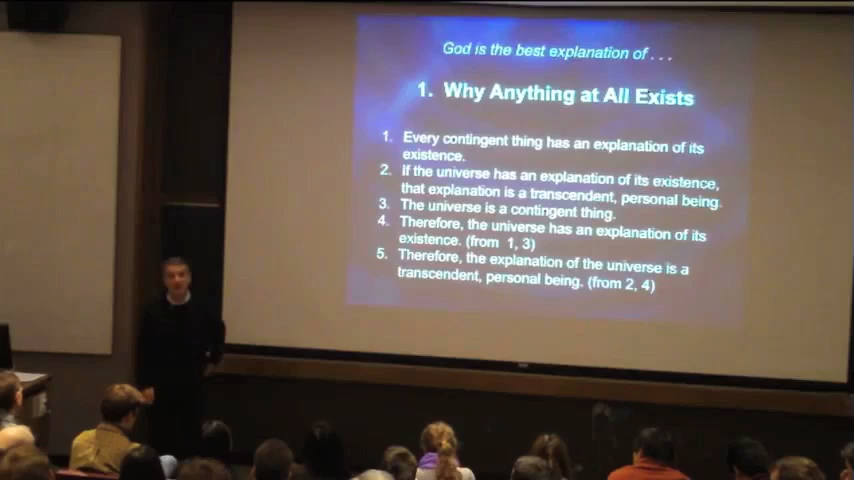 God is the best explanation of . . .
1. Why Anything at All Exists
1. Every contingent thing has an explanation of its
existence.
2. If the universe has an explanation of its existence,
that explanation is a transcendent, personal being.
3. The universe is a contingent thing.
4. Therefore, the universe has an explanation of its
existence. (from 1, 3)
5. Therefore, the explanation of the universe is a
transcendent, personal being. (from 2, 4)